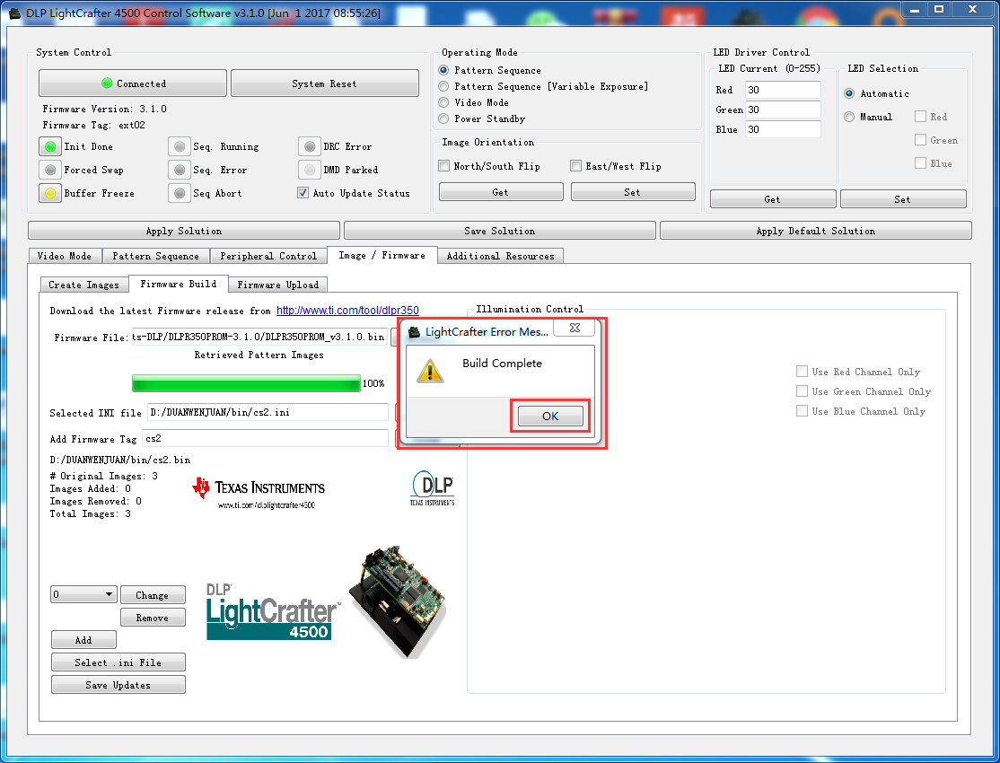 DLP LightCrafter 4500 Control Software v3.1.0 [Jun  1 2017 08:55:26]
System Control
Connected
System Reset
Firmware Version: 3.1.0
Firmware Tag: ext02
Init Done
Seq. Running
DRC Error
Forced Swap
Seq. Error
DMD Parked
Buffer Freeze
Seq Abort
Auto Update Status
Operating Mode
Pattern Sequence
Pattern Sequence [Variable Exposure]
Video Mode
Power Standby
Image Orientation
North/South Flip
East/West Flip
Get
Set
LED Driver Control
LED Current (0-255)
Red 30
Green 30
Blue 30
LED Selection
Automatic
Manual
Red
Green
Blue
Get
Set
Apply Solution
Save Solution
Apply Default Solution
Video Mode
Pattern Sequence
Peripheral Control
Image / Firmware
Additional Resources
Create Images
Firmware Build
Firmware Upload
Download the latest Firmware release from http://www.ti.com/tool/dlpr350
Firmware File: ts-DLP/DLPR350PROM-3.1.0/DLPR350PROM_v3.1.0.bin
Retrieved Pattern Images
100%
Selected INI file D:/DUANWENJUAN/bin/cs2.ini
Add Firmware Tag cs2
D:/DUANWENJUAN/bin/cs2.bin
# Original Images: 3
Images Added: 0
Images Removed: 0
Total Images: 3
TEXAS INSTRUMENTS
www.ti.com/dlplightcrafter4500
DLP
TEXAS INSTRUMENTS
DLP
LightCrafter™
4500
0
Change
Remove
Add
Select .ini File
Save Updates
Illumination Control
Use Red Channel Only
Use Green Channel Only
Use Blue Channel Only
LightCrafter Error Mes...
Build Complete
OK